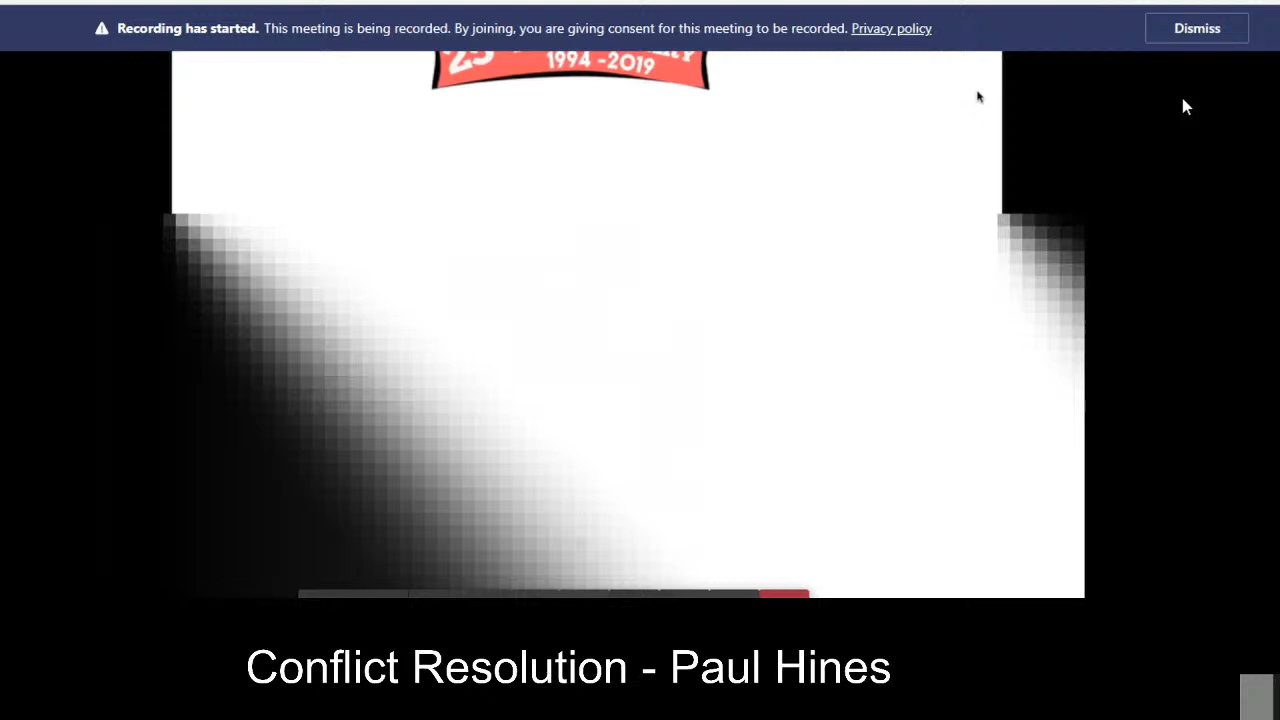 Recording has started. This meeting is being recorded. By joining, you are giving consent for this meeting to be recorded. Privacy policy
Dismiss
25
1994 -2019
Conflict Resolution - Paul Hines